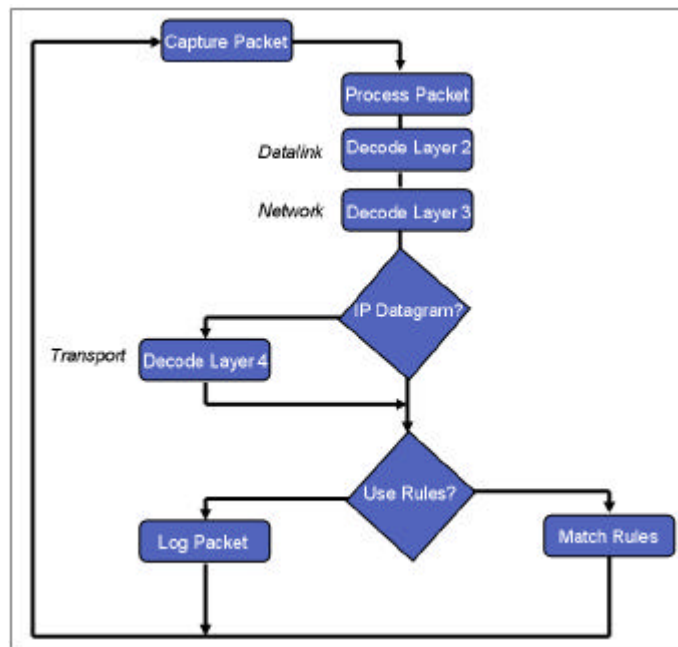 Capture Packet
Process Packet
Datalink
Decode Layer 2
Network
Decode Layer 3
IP Datagram?
Transport
Decode Layer 4
Use Rules?
Log Packet
Match Rules